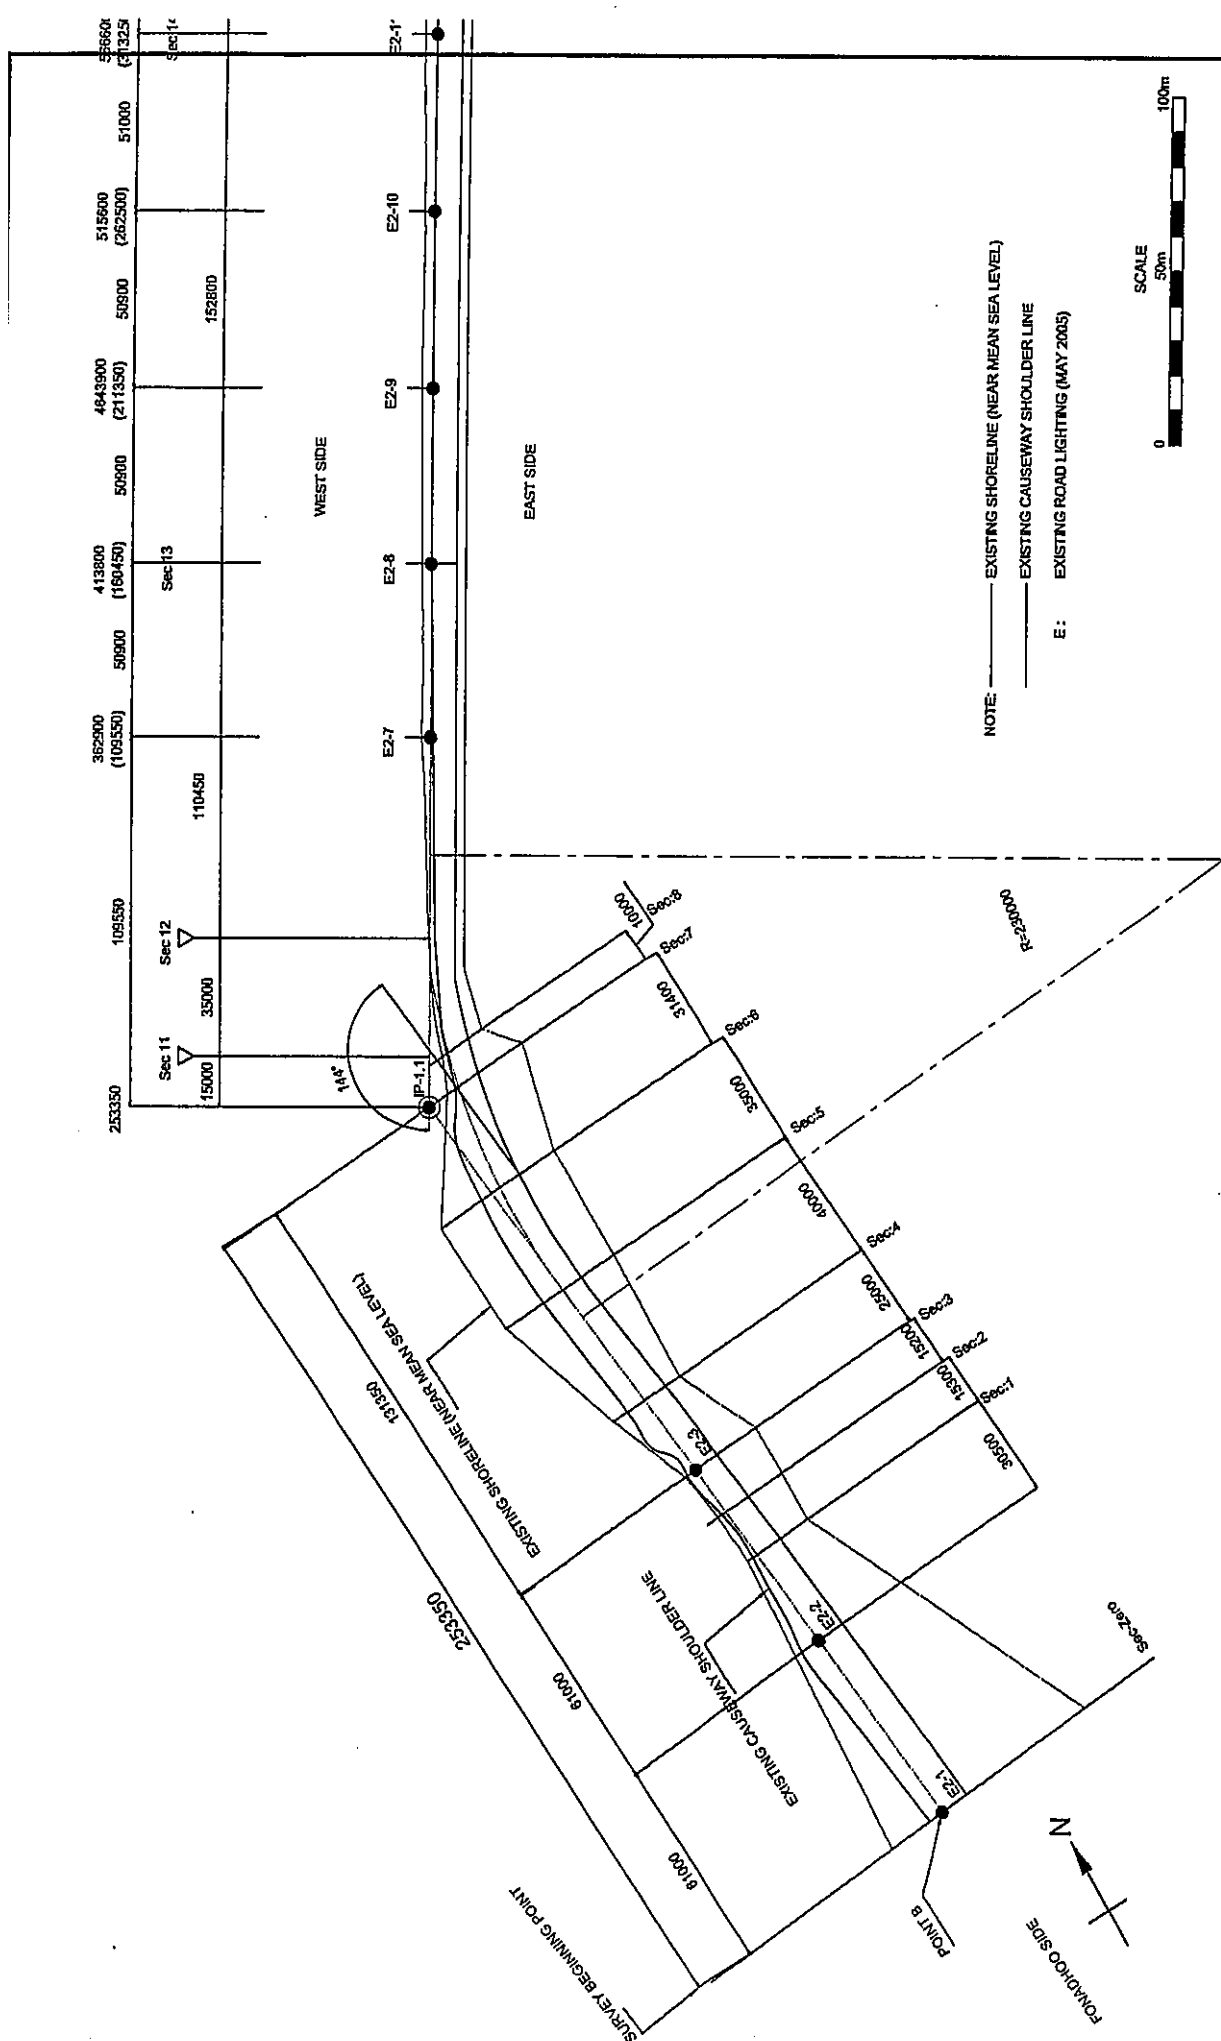 253350
109550
362900
(109550)
50900
413800
(160450)
50900
4643900
(211350)
50900
515600
(262500)
51000
(31325
Sec 11
Sec 12
Sec 13
15000
35000
110450
152800
WEST SIDE
EAST SIDE
E2-7
E2-8
E2-9
E2-10
E2-1
IP-1.1
144°
10000
Sec:8
Sec:7
31400
Sec:6
35000
Sec:5
40000
Sec:4
25000
Sec:3
15200
Sec:2
15300
Sec:1
30500
Sec-Zero
R=230000
131350
253350
61000
61000
EXISTING SHORELINE (NEAR MEAN SEA LEVEL)
EXISTING CAUSEWAY SHOULDER LINE
E2-3
E2-2
E2-1
POINT B
SURVEY BEGINNING POINT
FONADHOO SIDE
N
NOTE: EXISTING SHORELINE (NEAR MEAN SEA LEVEL)
EXISTING CAUSEWAY SHOULDER LINE
E : EXISTING ROAD LIGHTING (MAY 2005)
SCALE
0 50m 100m